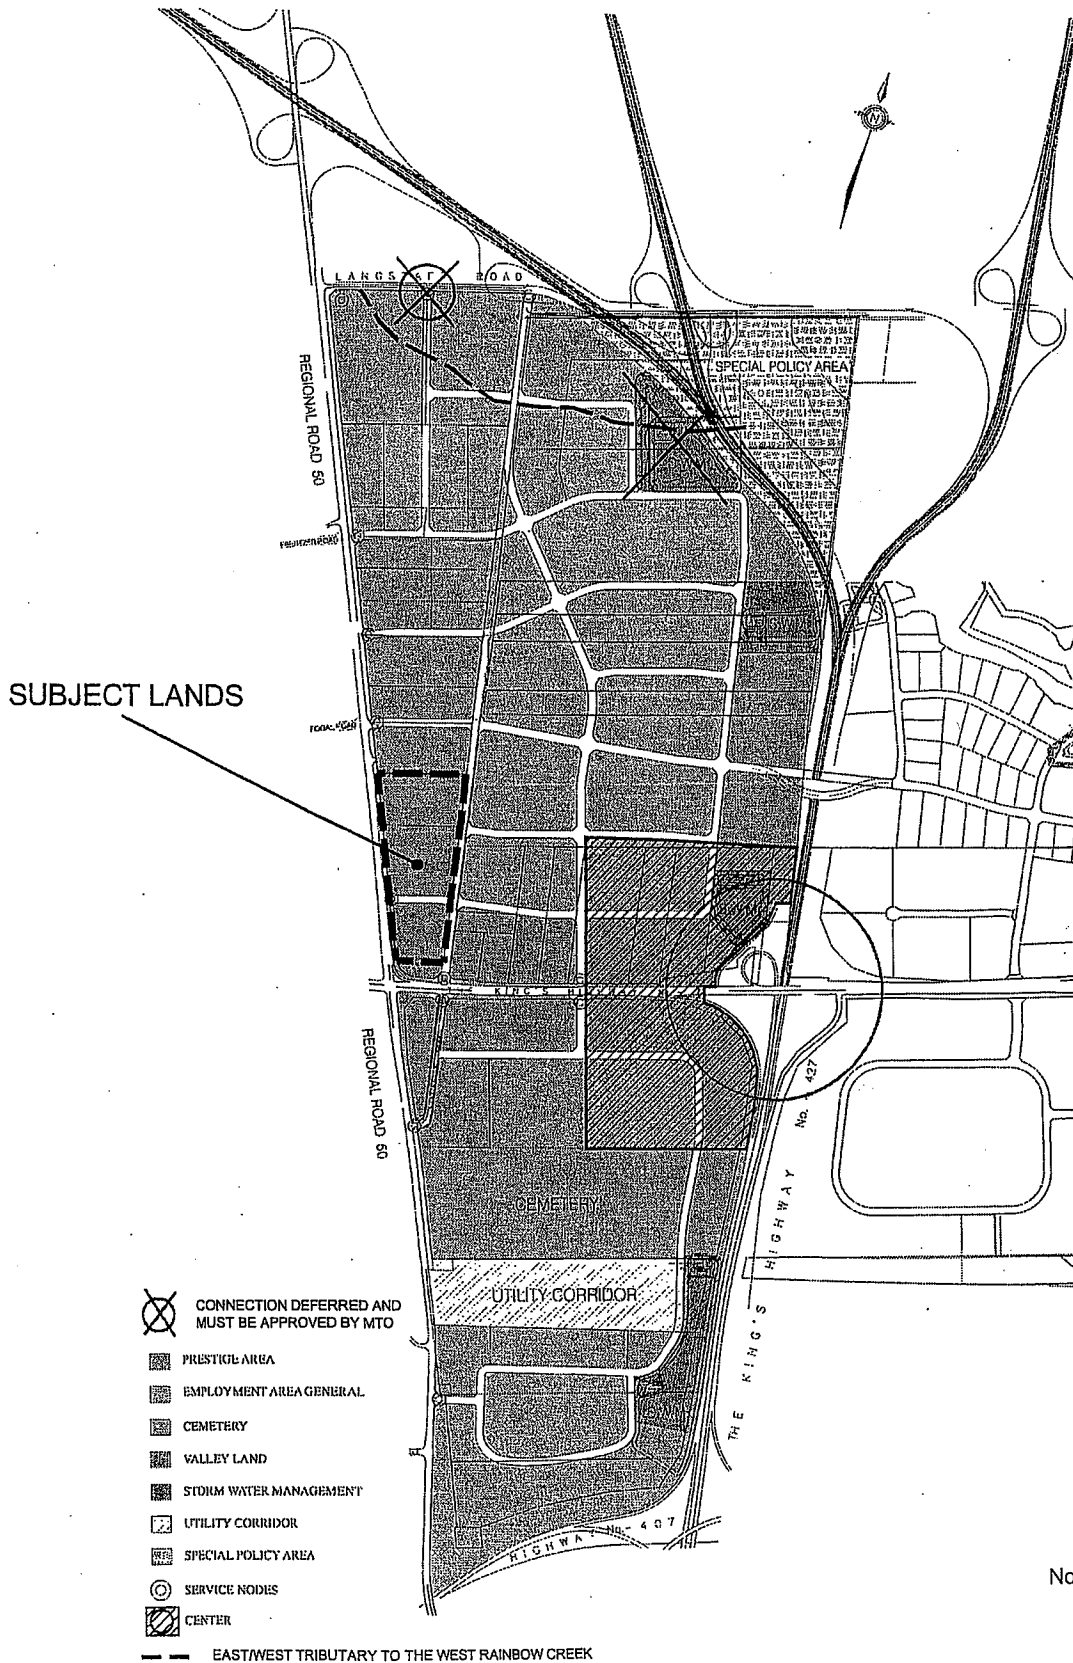 N
LANGSTAFF ROAD
SPECIAL POLICY AREA
REGIONAL ROAD 50
SUBJECT LANDS
KING'S HIGHWAY
REGIONAL ROAD 50
No. 427
HIGHWAY
THE KING'S
CEMETERY
UTILITY CORRIDOR
HIGHWAY No. 407
CONNECTION DEFERRED AND
MUST BE APPROVED BY MTO
PRESTIGE AREA
EMPLOYMENT AREA GENERAL
CEMETERY
VALLEY LAND
STORM WATER MANAGEMENT
UTILITY CORRIDOR
SPECIAL POLICY AREA
SERVICE NODES
CENTER
EAST/WEST TRIBUTARY TO THE WEST RAINBOW CREEK